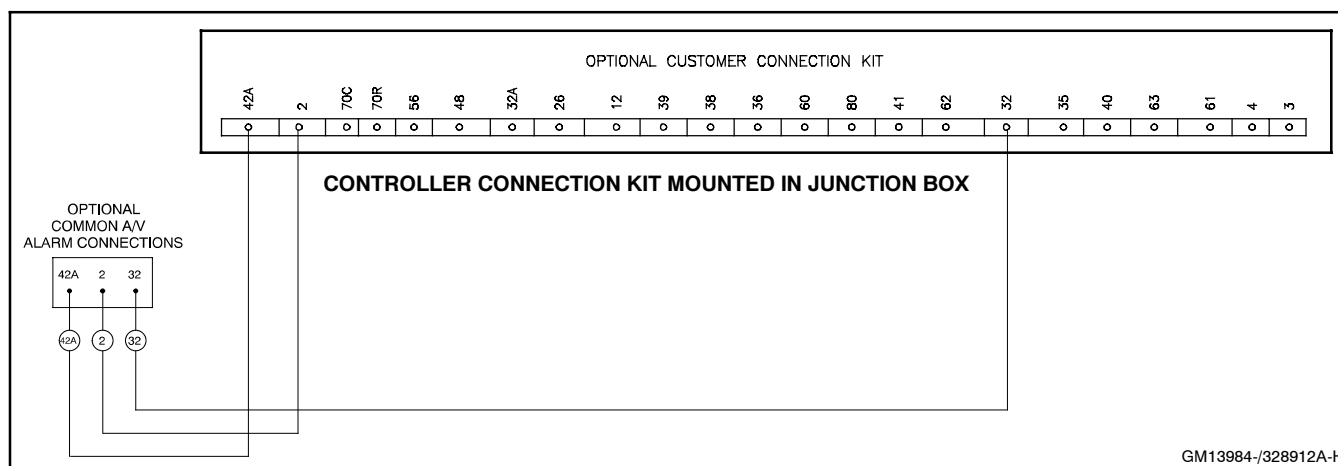 OPTIONAL CUSTOMER CONNECTION KIT
42A 2 70C 70R 56 48 32A 26 12 39 38 36 60 80 41 62 32 35 40 63 61 4 3
CONTROLLER CONNECTION KIT MOUNTED IN JUNCTION BOX
OPTIONAL
COMMON A/V
ALARM CONNECTIONS
42A 2 32
42A 2 32
GM13984-/328912A-H